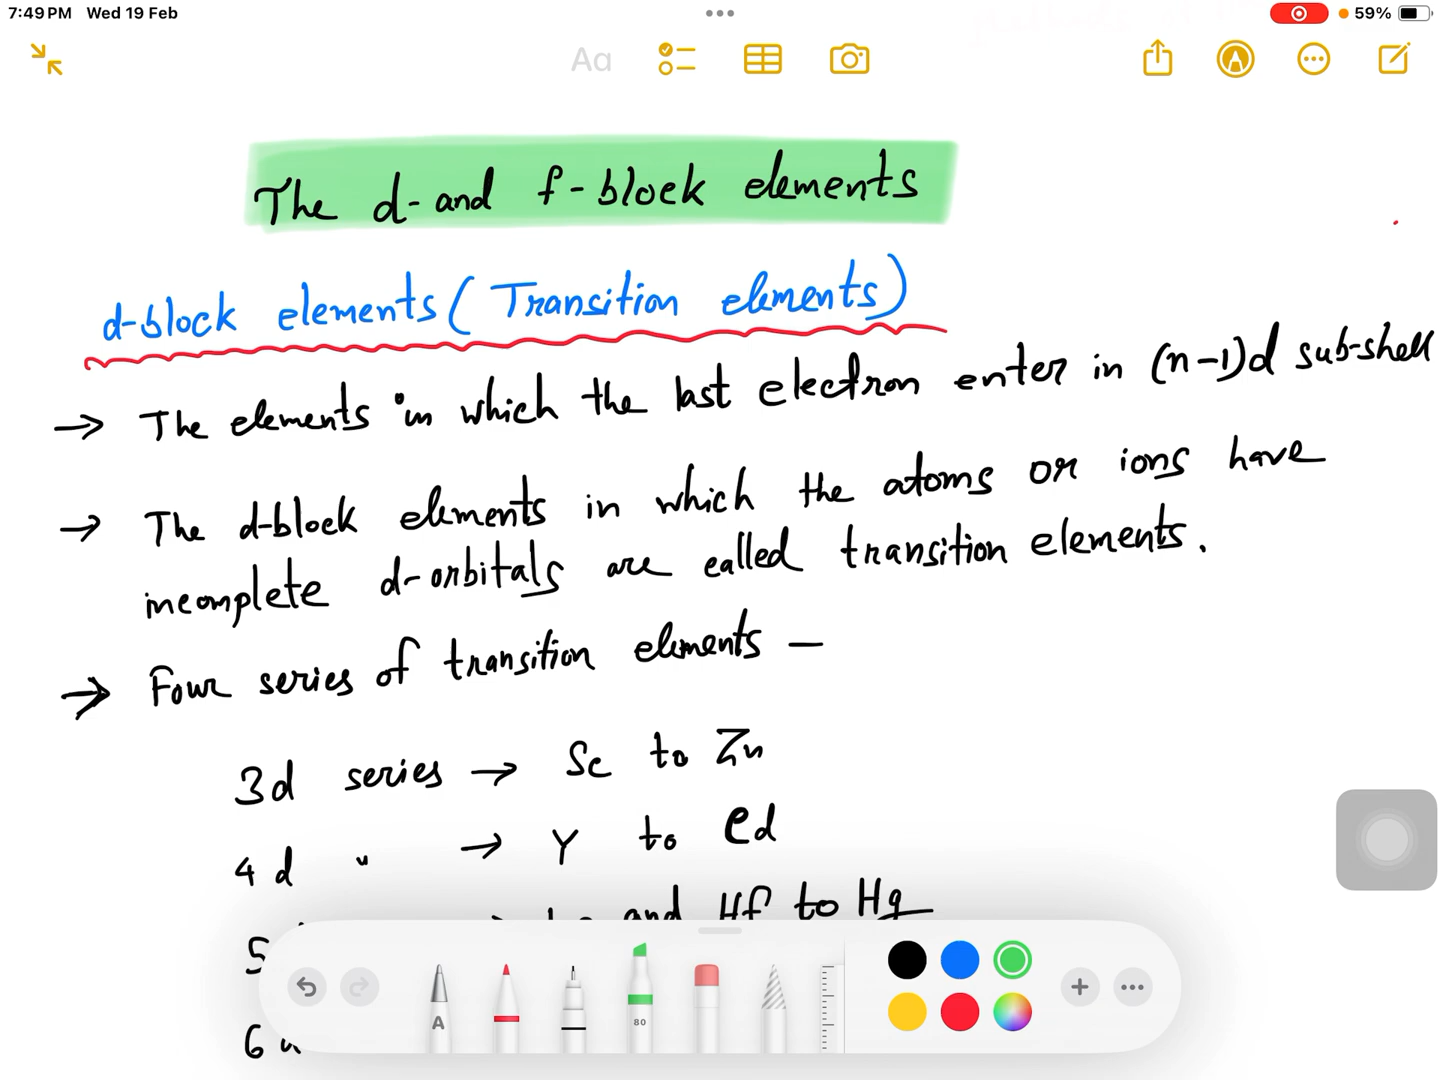 7:49 PM Wed 19 Feb
59%
Aa
The d- and f-block elements
d-block elements (Transition elements)
→ The elements in which the last electron enter in (n-1)d sub-shell
→ The d-block elements in which the atoms or ions have
incomplete d-orbitals are called transition elements.
→ Four series of transition elements —
3d series → Sc to Zn
4d " → Y to Cd
5 and Hf to Hg
6
A
80